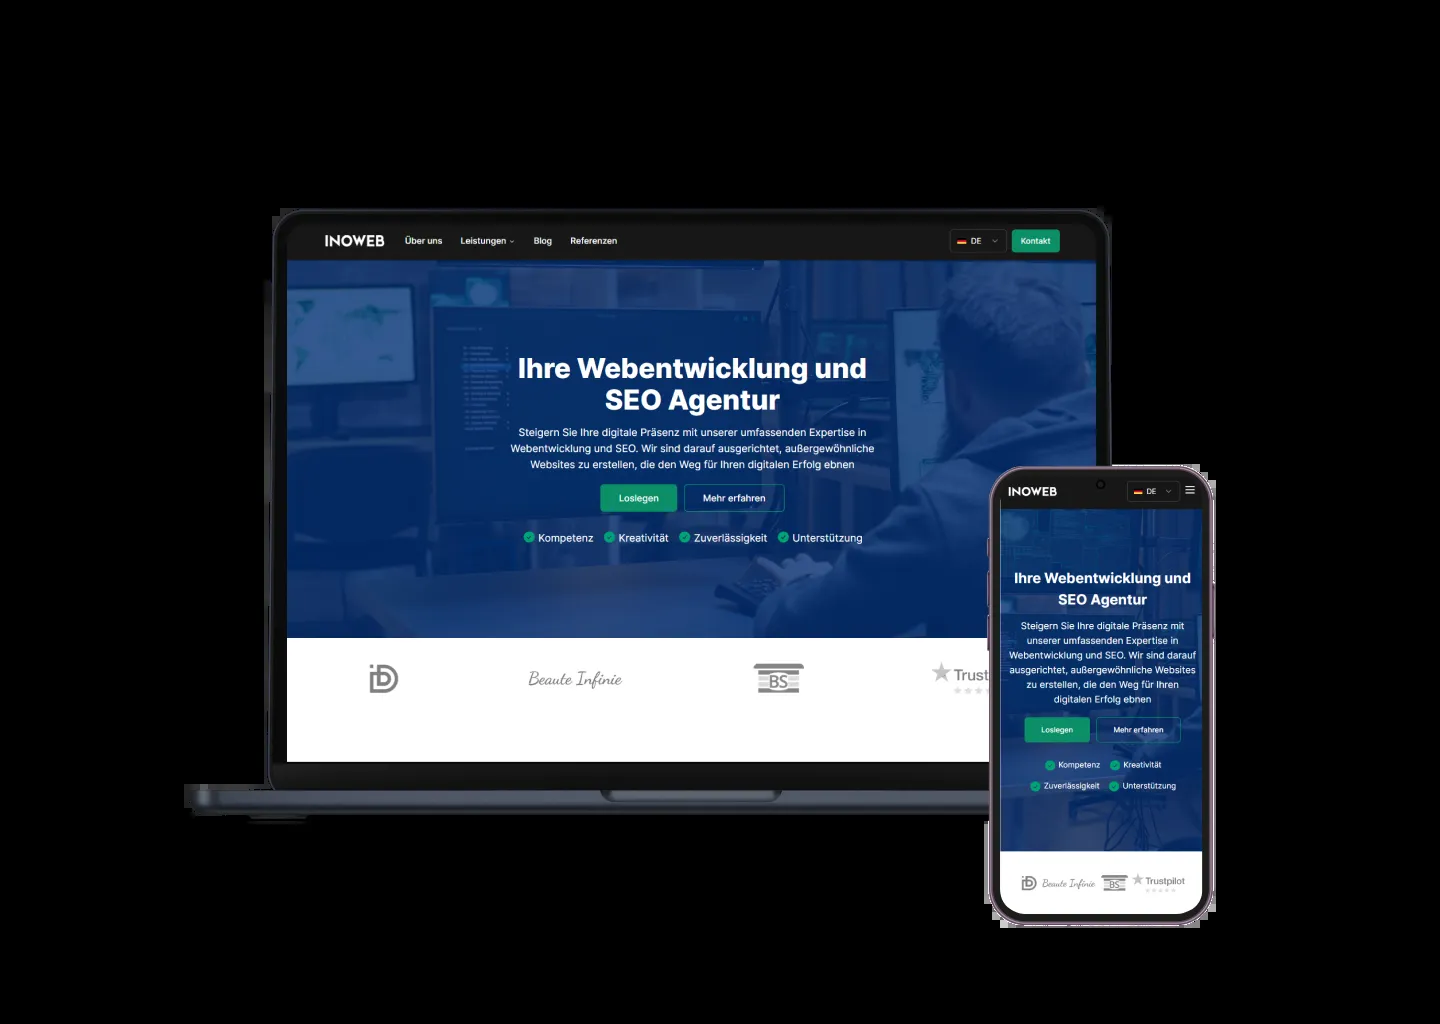 INOWEB Über uns Leistungen Blog Referenzen DE Kontakt
Ihre Webentwicklung und
SEO Agentur
Steigern Sie Ihre digitale Präsenz mit unserer umfassenden Expertise in
Webentwicklung und SEO. Wir sind darauf ausgerichtet, außergewöhnliche
Websites zu erstellen, die den Weg für Ihren digitalen Erfolg ebnen
Loslegen Mehr erfahren
Kompetenz Kreativität Zuverlässigkeit Unterstützung
iD Beaute Infinie BS Trust
INOWEB DE
Ihre Webentwicklung und
SEO Agentur
Steigern Sie Ihre digitale Präsenz mit
unserer umfassenden Expertise in
Webentwicklung und SEO. Wir sind darauf
ausgerichtet, außergewöhnliche Websites
zu erstellen, die den Weg für Ihren
digitalen Erfolg ebnen
Loslegen Mehr erfahren
Kompetenz Kreativität
Zuverlässigkeit Unterstützung
iD Beaute Infinie BS Trustpilot